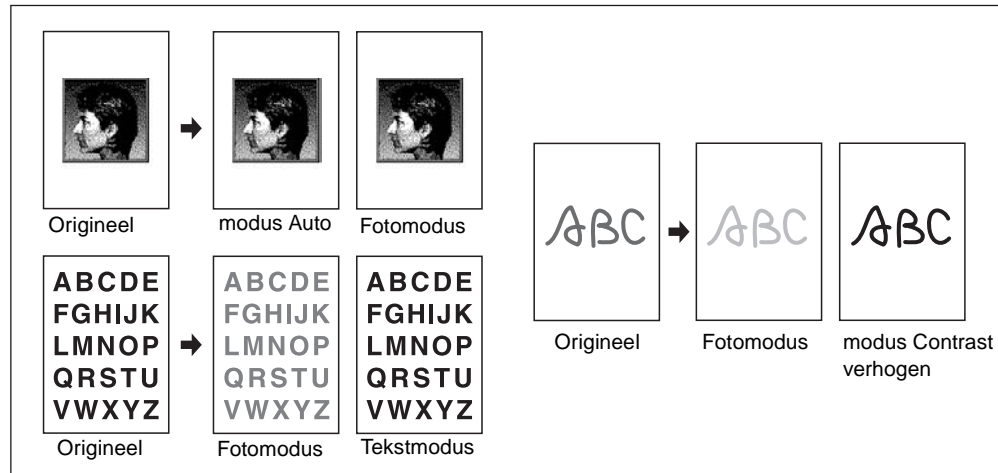 Origineel
modus Auto
Fotomodus
ABCDE
FGHIJK
LMNOP
QRSTU
VWXYZ
Origineel
ABCDE
FGHIJK
LMNOP
QRSTU
VWXYZ
Fotomodus
ABCDE
FGHIJK
LMNOP
QRSTU
VWXYZ
Tekstmodus
ABC
Origineel
ABC
Fotomodus
ABC
modus Contrast
verhogen